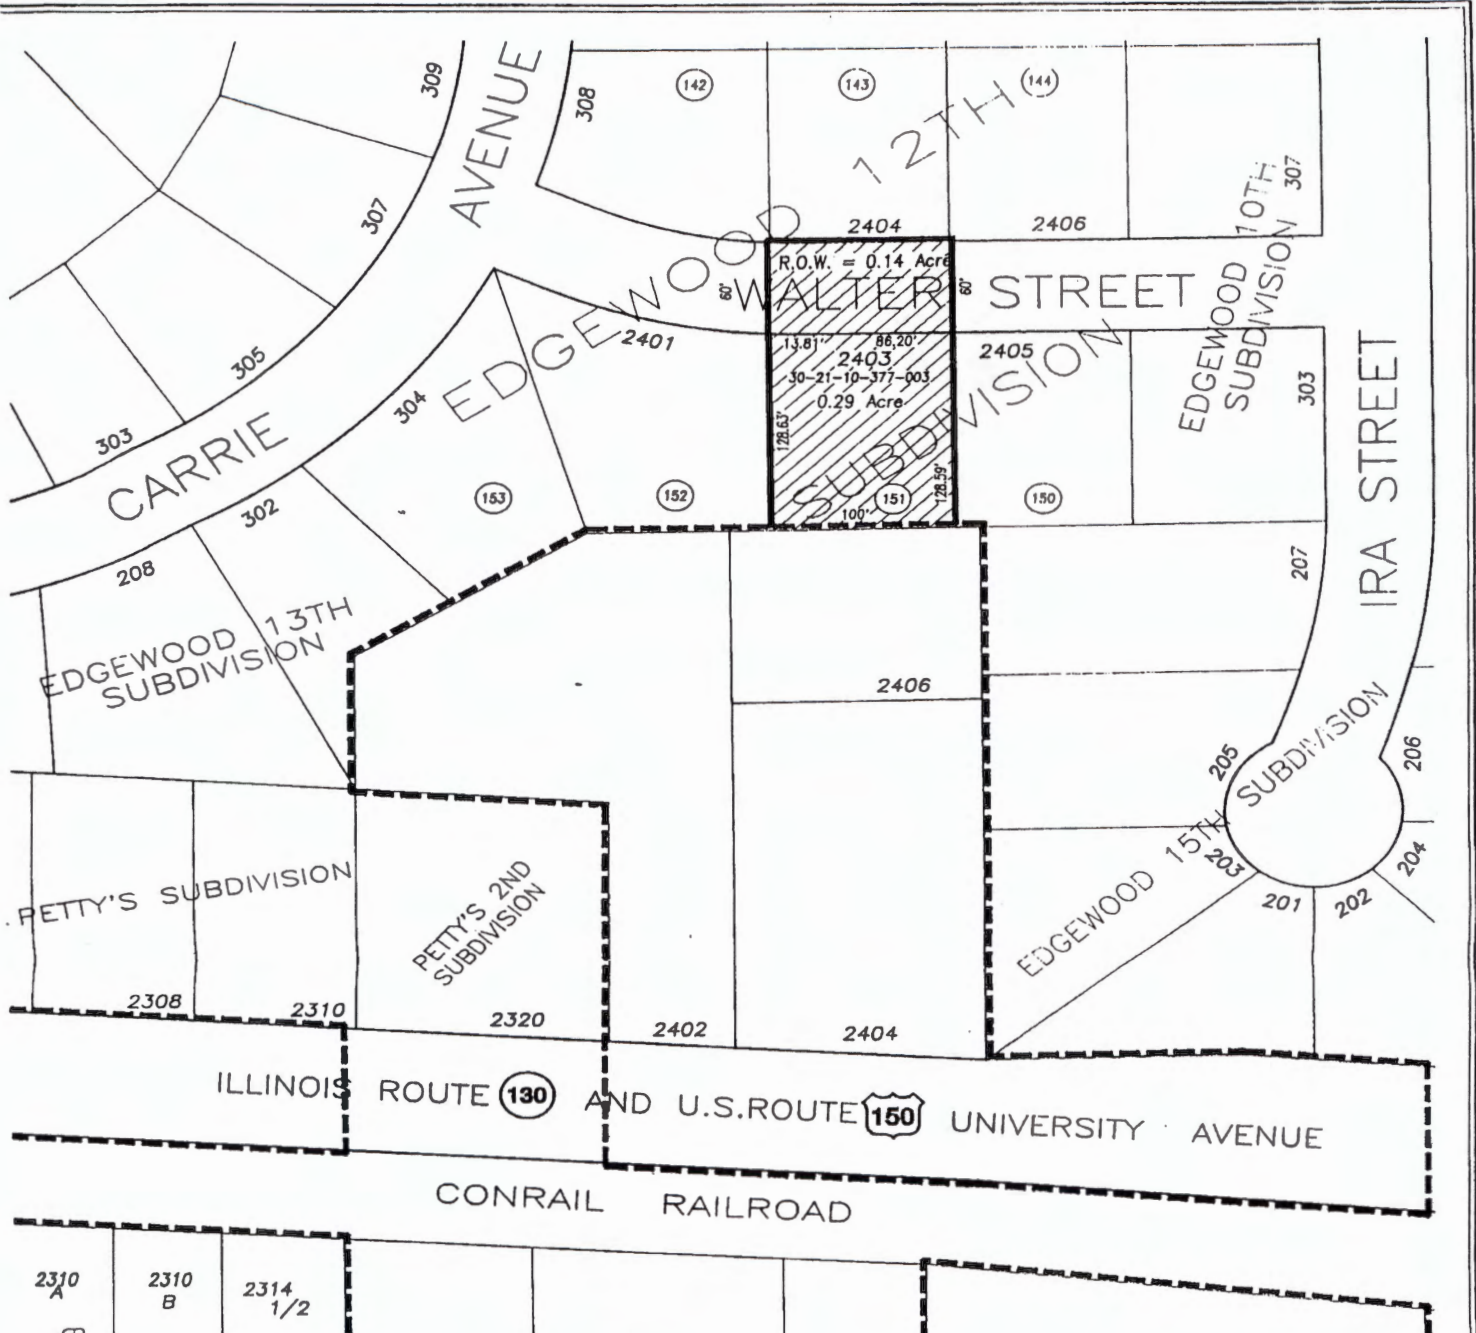 309
AVENUE
308
142
143
144
307
EDGEWOOD 12TH
SUBDIVISION
EDGEWOOD 10TH
SUBDIVISION
307
2404
2406
R.O.W. = 0.14 Acre
60'
WALTER STREET
60'
2401
13.81' 86,20'
2403
30-21-10-377-003
0.29 Acre
128.63'
128.59'
100'
2405
303
305
304
303
CARRIE
302
208
153
152
151
150
IRA STREET
207
EDGEWOOD 13TH
SUBDIVISION
2406
205
206
EDGEWOOD 15TH SUBDIVISION
203
204
201
202
PETTY'S SUBDIVISION
PETTY'S 2ND
SUBDIVISION
2308
2310
2320
2402
2404
ILLINOIS ROUTE 130 AND U.S.ROUTE 150 UNIVERSITY AVENUE
CONRAIL RAILROAD
2310
A
2310
B
2314
1/2